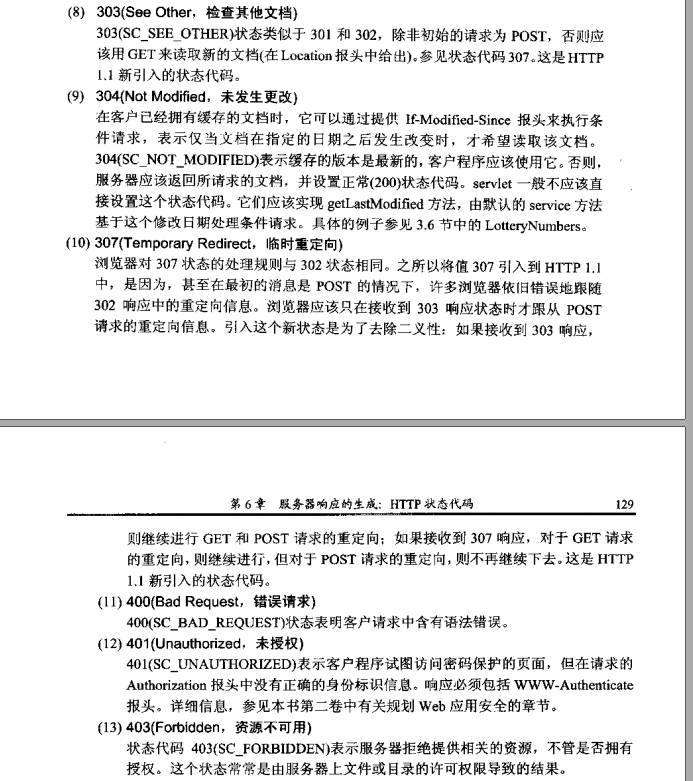 (8) 303(See Other，检查其他文档)
303(SC_SEE_OTHER)状态类似于 301 和 302，除非初始的请求为 POST，否则应
该用 GET 来读取新的文档(在 Location 报头中给出)。参见状态代码 307。这是 HTTP
1.1 新引入的状态代码。
(9) 304(Not Modified，未发生更改)
在客户已经拥有缓存的文档时，它可以通过提供 If-Modified-Since 报头来执行条
件请求，表示仅当文档在指定的日期之后发生改变时，才希望读取该文档。
304(SC_NOT_MODIFIED)表示缓存的版本是最新的，客户程序应该使用它。否则，
服务器应该返回所请求的文档，并设置正常(200)状态代码。servlet 一般不应该直
接设置这个状态代码。它们应该实现 getLastModified 方法，由默认的 service 方法
基于这个修改日期处理条件请求。具体的例子参见 3.6 节中的 LotteryNumbers。
(10) 307(Temporary Redirect，临时重定向)
浏览器对 307 状态的处理规则与 302 状态相同。之所以将值 307 引入到 HTTP 1.1
中，是因为，甚至在最初的消息是 POST 的情况下，许多浏览器依旧错误地跟随
302 响应中的重定向信息。浏览器应该只在接收到 303 响应状态时才跟从 POST
请求的重定向信息。引入这个新状态是为了去除二义性：如果接收到 303 响应，
第 6 章 服务器响应的生成：HTTP 状态代码 129
则继续进行 GET 和 POST 请求的重定向；如果接收到 307 响应，对于 GET 请求
的重定向，则继续进行，但对于 POST 请求的重定向，则不再继续下去。这是 HTTP
1.1 新引入的状态代码。
(11) 400(Bad Request，错误请求)
400(SC_BAD_REQUEST)状态表明客户请求中含有语法错误。
(12) 401(Unauthorized，未授权)
401(SC_UNAUTHORIZED)表示客户程序试图访问密码保护的页面，但在请求的
Authorization 报头中没有正确的身份标识信息。响应必须包括 WWW-Authenticate
报头。详细信息，参见本书第二卷中有关规划 Web 应用安全的章节。
(13) 403(Forbidden，资源不可用)
状态代码 403(SC_FORBIDDEN)表示服务器拒绝提供相关的资源，不管是否拥有
授权。这个状态常常是由服务器上文件或目录的许可权限导致的结果。